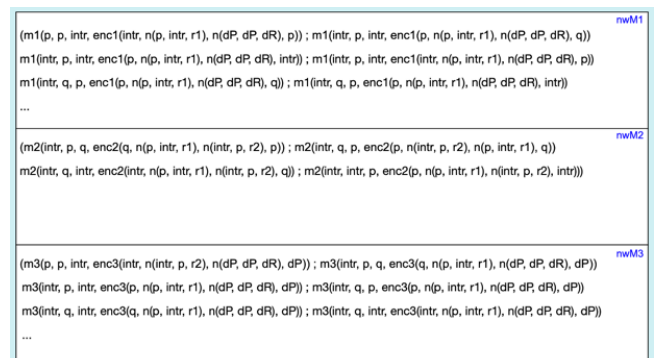 nwM1
(m1(p, p, intr, enc1(intr, n(p, intr, r1), n(dP, dP, dR), p)) ; m1(intr, p, intr, enc1(p, n(p, intr, r1), n(dP, dP, dR), q))
m1(intr, p, intr, enc1(p, n(p, intr, r1), n(dP, dP, dR), intr)) ; m1(intr, p, intr, enc1(intr, n(p, intr, r1), n(dP, dP, dR), p))
m1(intr, q, p, enc1(p, n(p, intr, r1), n(dP, dP, dR), q)) ; m1(intr, q, p, enc1(p, n(p, intr, r1), n(dP, dP, dR), intr))
...
nwM2
(m2(intr, p, q, enc2(q, n(p, intr, r1), n(intr, p, r2), p)) ; m2(intr, q, p, enc2(p, n(intr, p, r2), n(p, intr, r1), q))
m2(intr, q, intr, enc2(intr, n(p, intr, r1), n(intr, p, r2), q)) ; m2(intr, intr, p, enc2(p, n(p, intr, r1), n(intr, p, r2), intr)))
nwM3
(m3(p, p, intr, enc3(intr, n(intr, p, r2), n(dP, dP, dR), dP)) ; m3(intr, p, q, enc3(q, n(p, intr, r1), n(dP, dP, dR), dP))
m3(intr, p, intr, enc3(p, n(p, intr, r1), n(dP, dP, dR), dP)) ; m3(intr, q, p, enc3(p, n(p, intr, r1), n(dP, dP, dR), dP))
m3(intr, q, intr, enc3(q, n(p, intr, r1), n(dP, dP, dR), dP)) ; m3(intr, q, intr, enc3(intr, n(p, intr, r1), n(dP, dP, dR), dP))
...